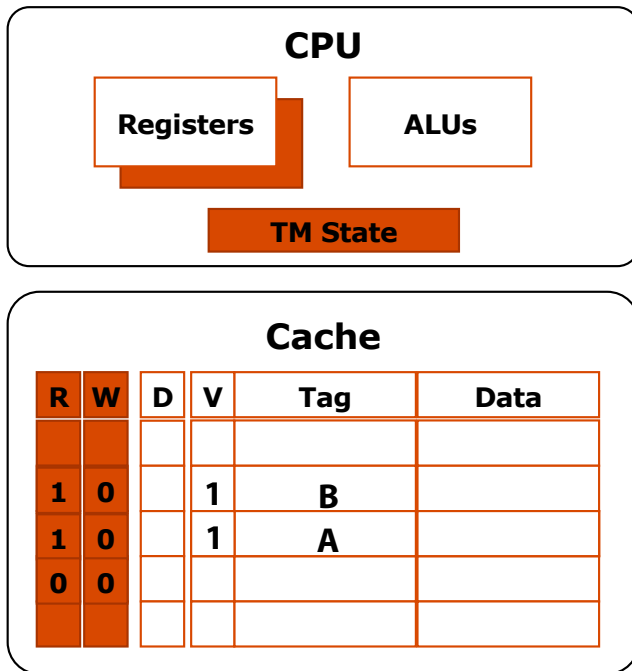 CPU
Registers ALUs
TM State
Cache
R W D V Tag Data
1 0 1 B
1 0 1 A
0 0